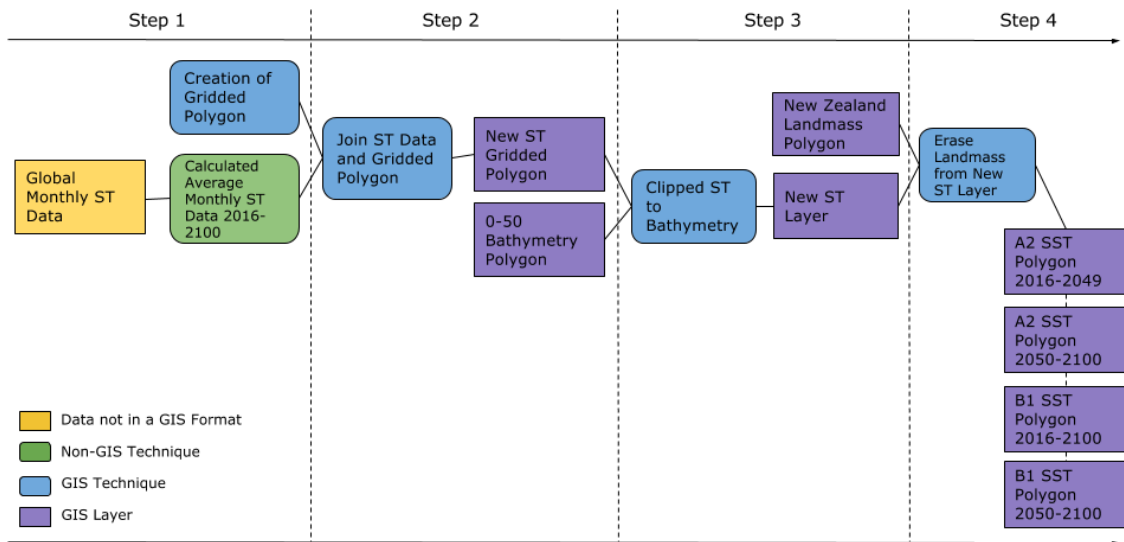 Step 1
Step 2
Step 3
Step 4
Creation of
Gridded
Polygon
Global
Monthly ST
Data
Calculated
Average
Monthly ST
Data 2016-
2100
Join ST Data
and Gridded
Polygon
New ST
Gridded
Polygon
0-50
Bathymetry
Polygon
Clipped ST
to
Bathymetry
New Zealand
Landmass
Polygon
New ST
Layer
Erase
Landmass
from New
ST Layer
A2 SST
Polygon
2016-2049
A2 SST
Polygon
2050-2100
B1 SST
Polygon
2016-2100
B1 SST
Polygon
2050-2100
Data not in a GIS Format
Non-GIS Technique
GIS Technique
GIS Layer